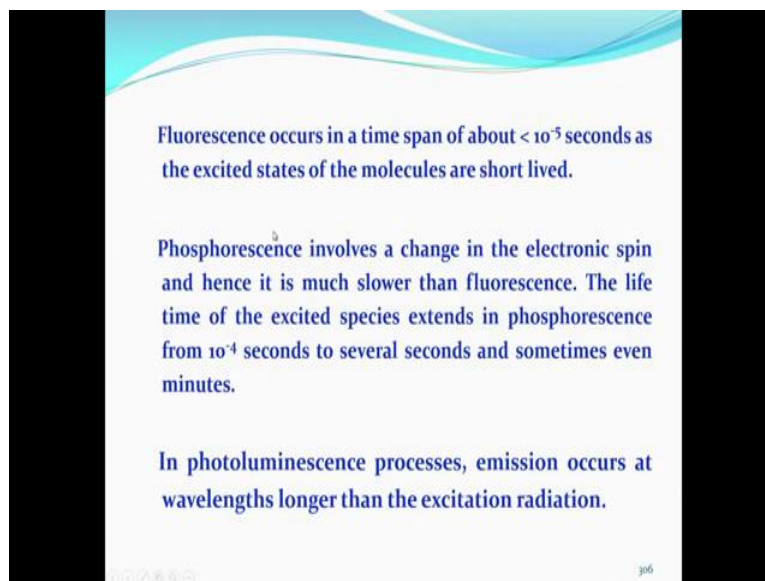 Fluorescence occurs in a time span of about < 10⁻⁵ seconds as
the excited states of the molecules are short lived.
Phosphorescence involves a change in the electronic spin
and hence it is much slower than fluorescence. The life
time of the excited species extends in phosphorescence
from 10⁻⁴ seconds to several seconds and sometimes even
minutes.
In photoluminescence processes, emission occurs at
wavelengths longer than the excitation radiation.
306